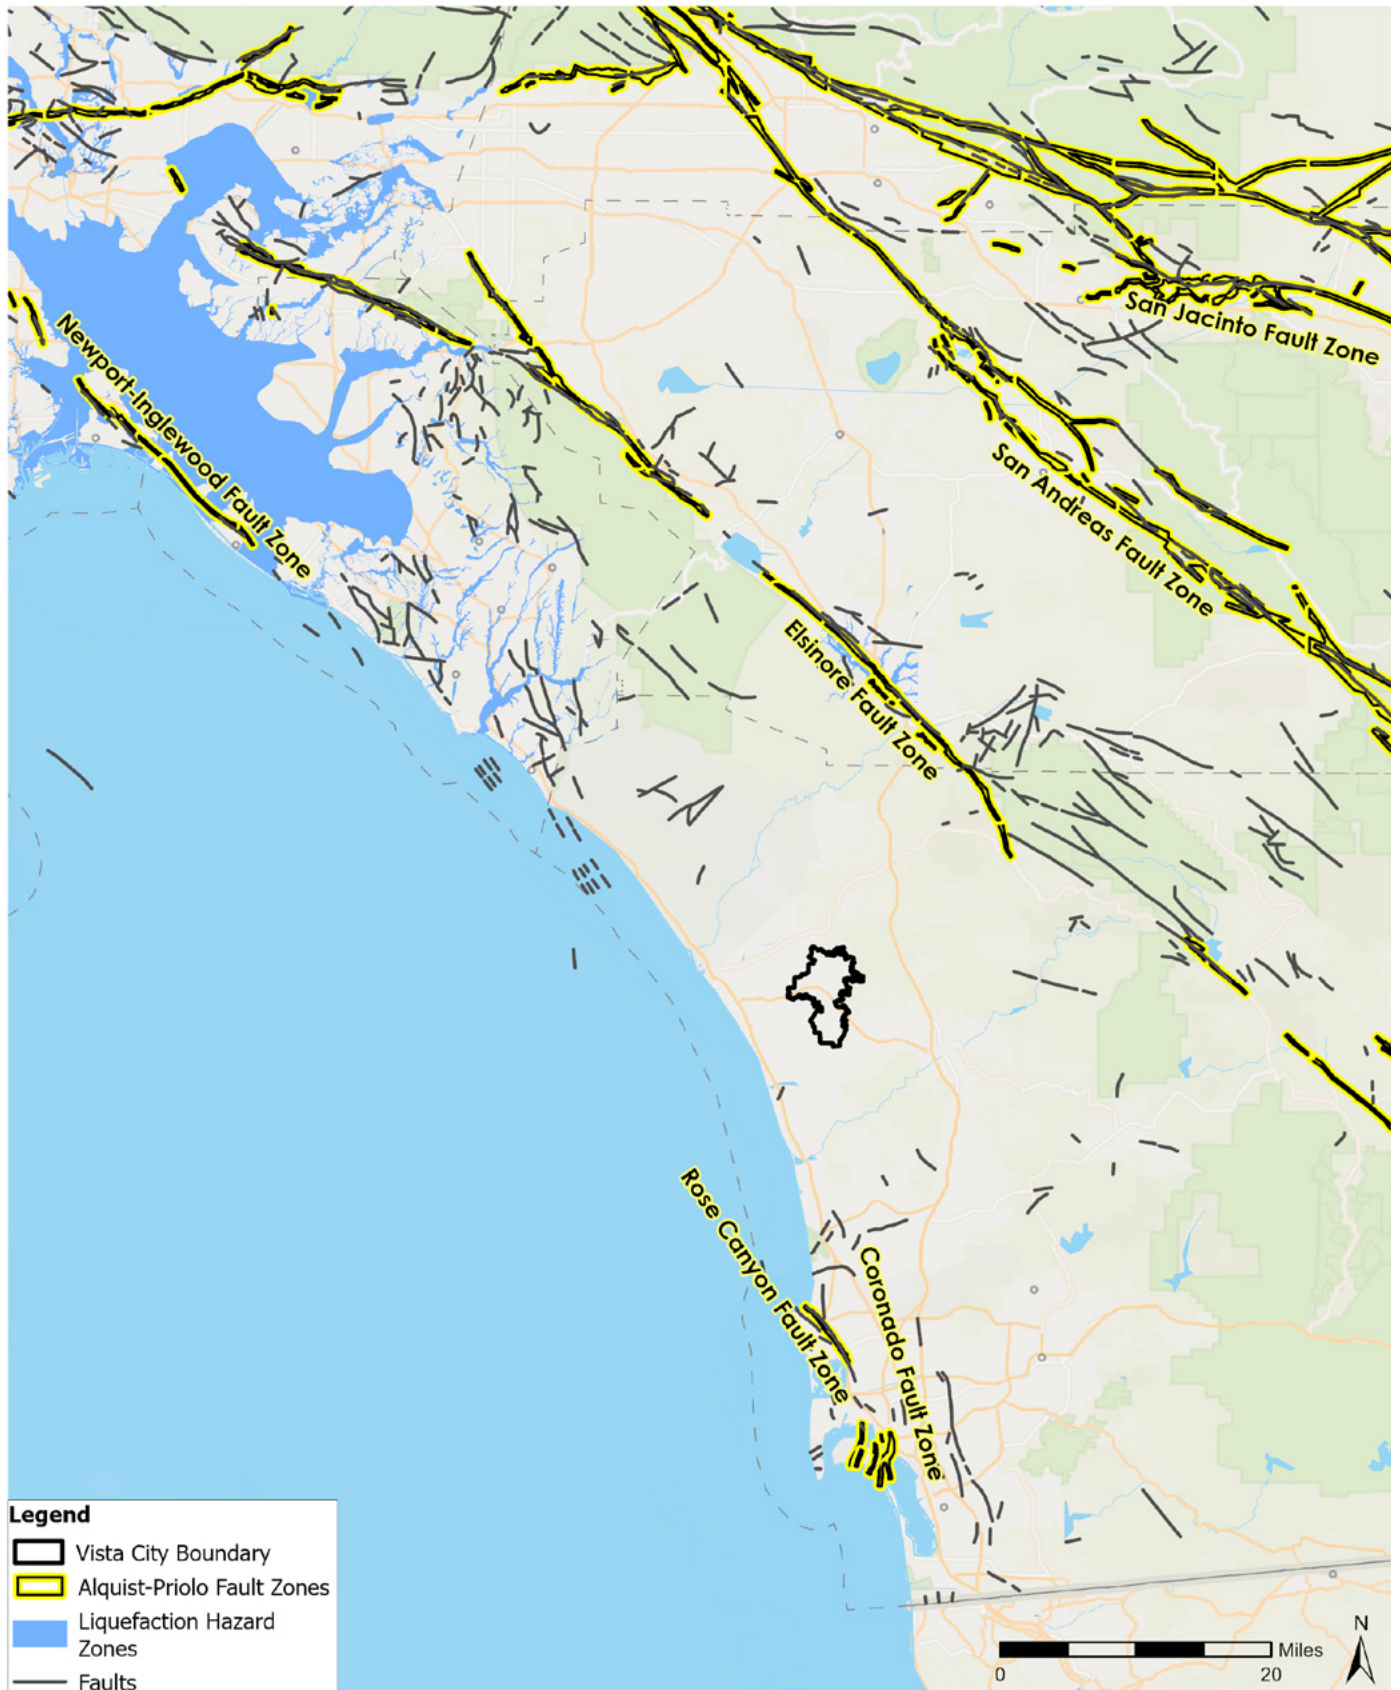 San Jacinto Fault Zone
Newport-Inglewood Fault Zone
San Andreas Fault Zone
Elsinore Fault Zone
Rose Canyon Fault Zone
Coronado Fault Zone
Legend
Vista City Boundary
Alquist-Priolo Fault Zones
Liquefaction Hazard
Zones
Faults
N
Miles
0 20